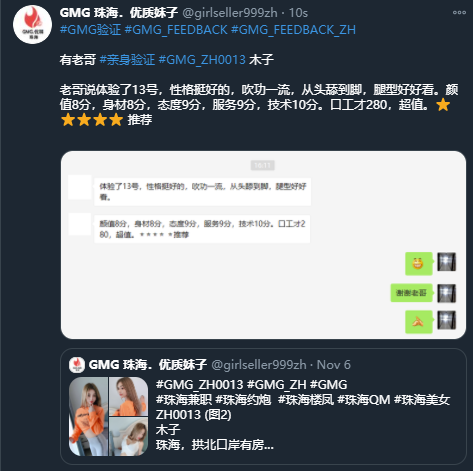 GMG 珠海．优质妹子 @girlseller999zh · 10s
#GMG验证 #GMG_FEEDBACK #GMG_FEEDBACK_ZH
有老哥 #亲身验证 #GMG_ZH0013 木子
老哥说体验了13号，性格挺好的，吹功一流，从头舔到脚，腿型好好看。颜
值8分，身材8分，态度9分，服务9分，技术10分。口工才280，超值。⭐
⭐⭐⭐⭐ 推荐
体验了13号，性格挺好的，吹功一流，从头舔到脚，腿型好好
看。
颜值8分，身材8分，态度9分，服务9分，技术10分。口工才2
80，超值。★ ★ ★ ★ ★推荐
谢谢老哥
GMG 珠海．优质妹子 @girlseller999zh · Nov 6
#GMG_ZH0013 #GMG_ZH #GMG
#珠海兼职 #珠海约炮 #珠海楼凤 #珠海QM #珠海美女
ZH0013 (图2)
木子
珠海，拱北口岸有房...